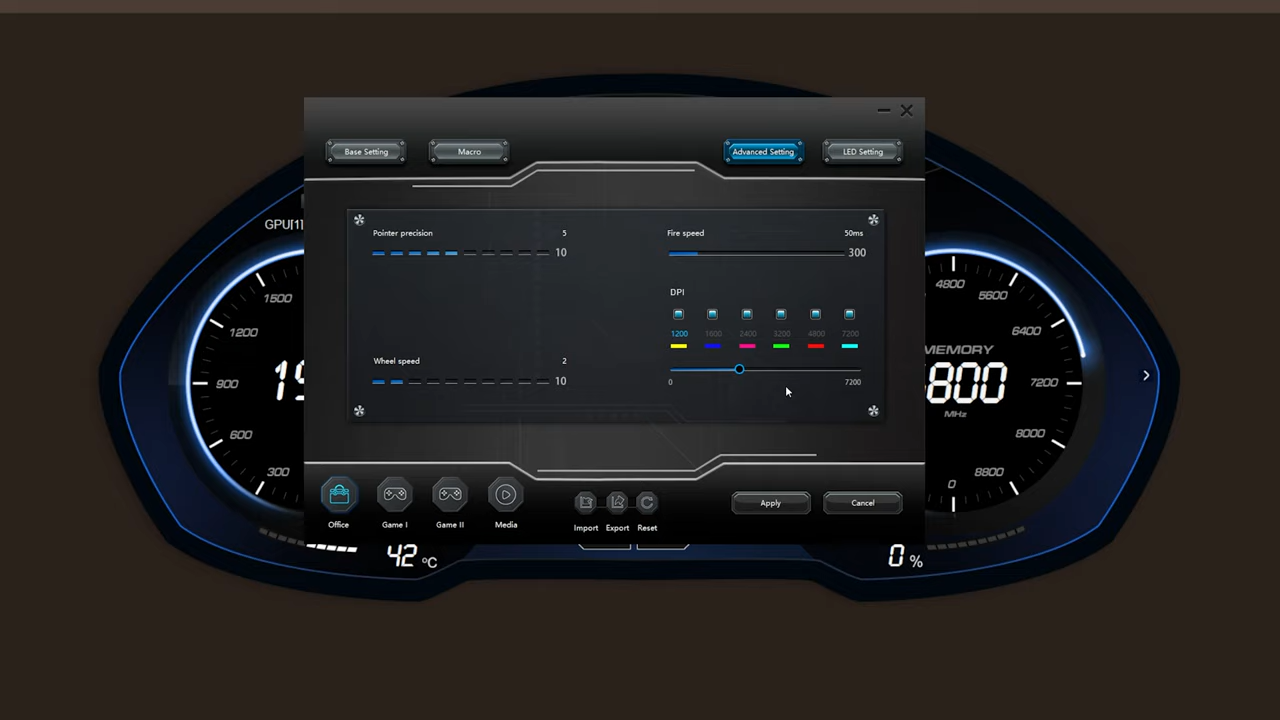 Base Setting
Macro
Advanced Setting
LED Setting
GPU[1]
Pointer precision 5
10
Fire speed 50ms
300
DPI
1200 1600 2400 3200 4800 7200
0 7200
Wheel speed 2
10
1500
1200
900
600
300
4800
5600
6400
MEMORY
7200
800
MHz
8000
8800
0
Office
Game I
Game II
Media
Import
Export
Reset
Apply
Cancel
42 °C
0 %